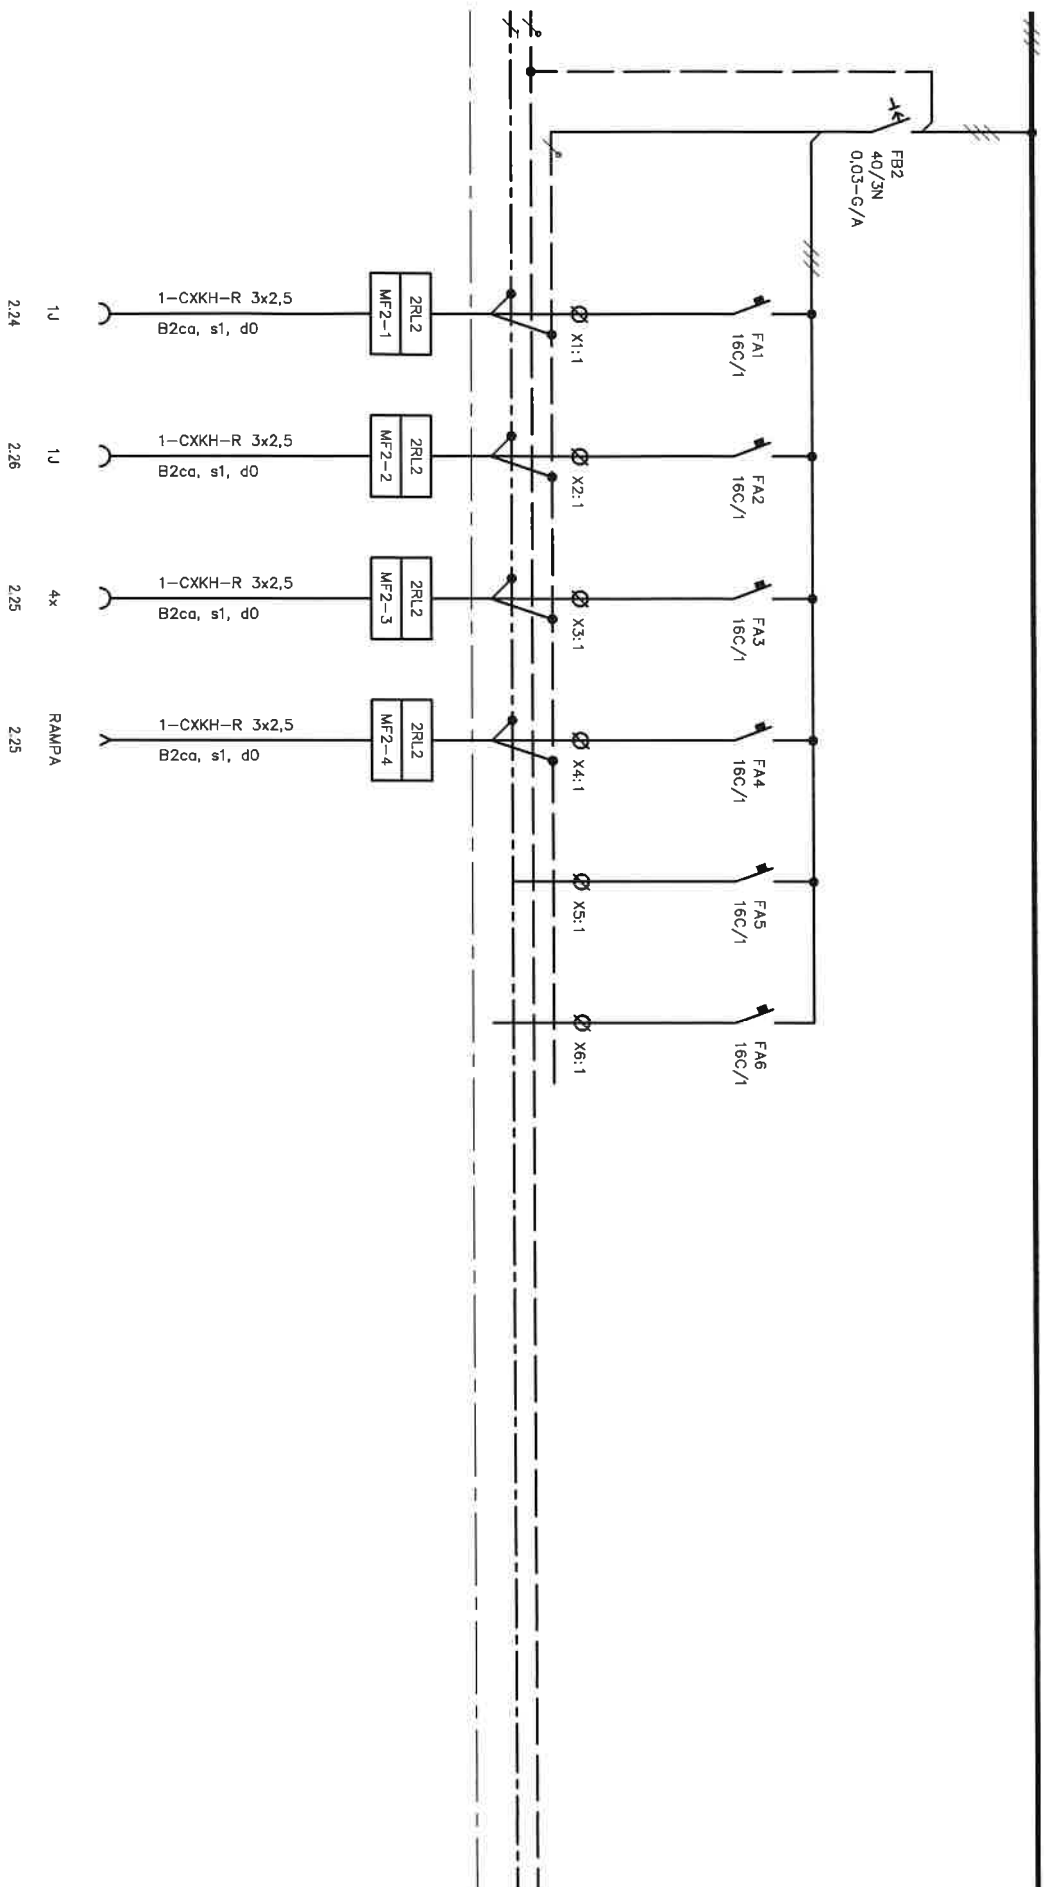 FB2
40/3N
0,03-G/A
FA1
16C/1
X1:1
2RL2
MF2-1
1-CXKH-R 3x2,5
B2ca, s1, d0
1J
2.24
FA2
16C/1
X2:1
2RL2
MF2-2
1-CXKH-R 3x2,5
B2ca, s1, d0
1J
2.26
FA3
16C/1
X3:1
2RL2
MF2-3
1-CXKH-R 3x2,5
B2ca, s1, d0
4x
2.25
FA4
16C/1
X4:1
2RL2
MF2-4
1-CXKH-R 3x2,5
B2ca, s1, d0
RAMPA
2.25
FA5
16C/1
X5:1
FA6
16C/1
X6:1